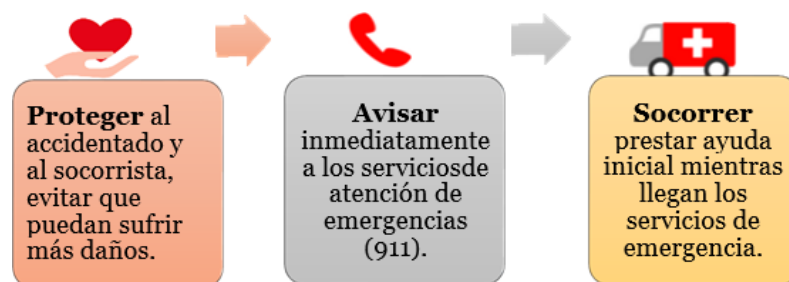 Proteger al
accidentado y
al socorrista,
evitar que
puedan sufrir
más daños.
Avisar
inmediatamente
a los serviciosde
atención de
emergencias
(911).
Socorrer
prestar ayuda
inicial mientras
llegan los
servicios de
emergencia.